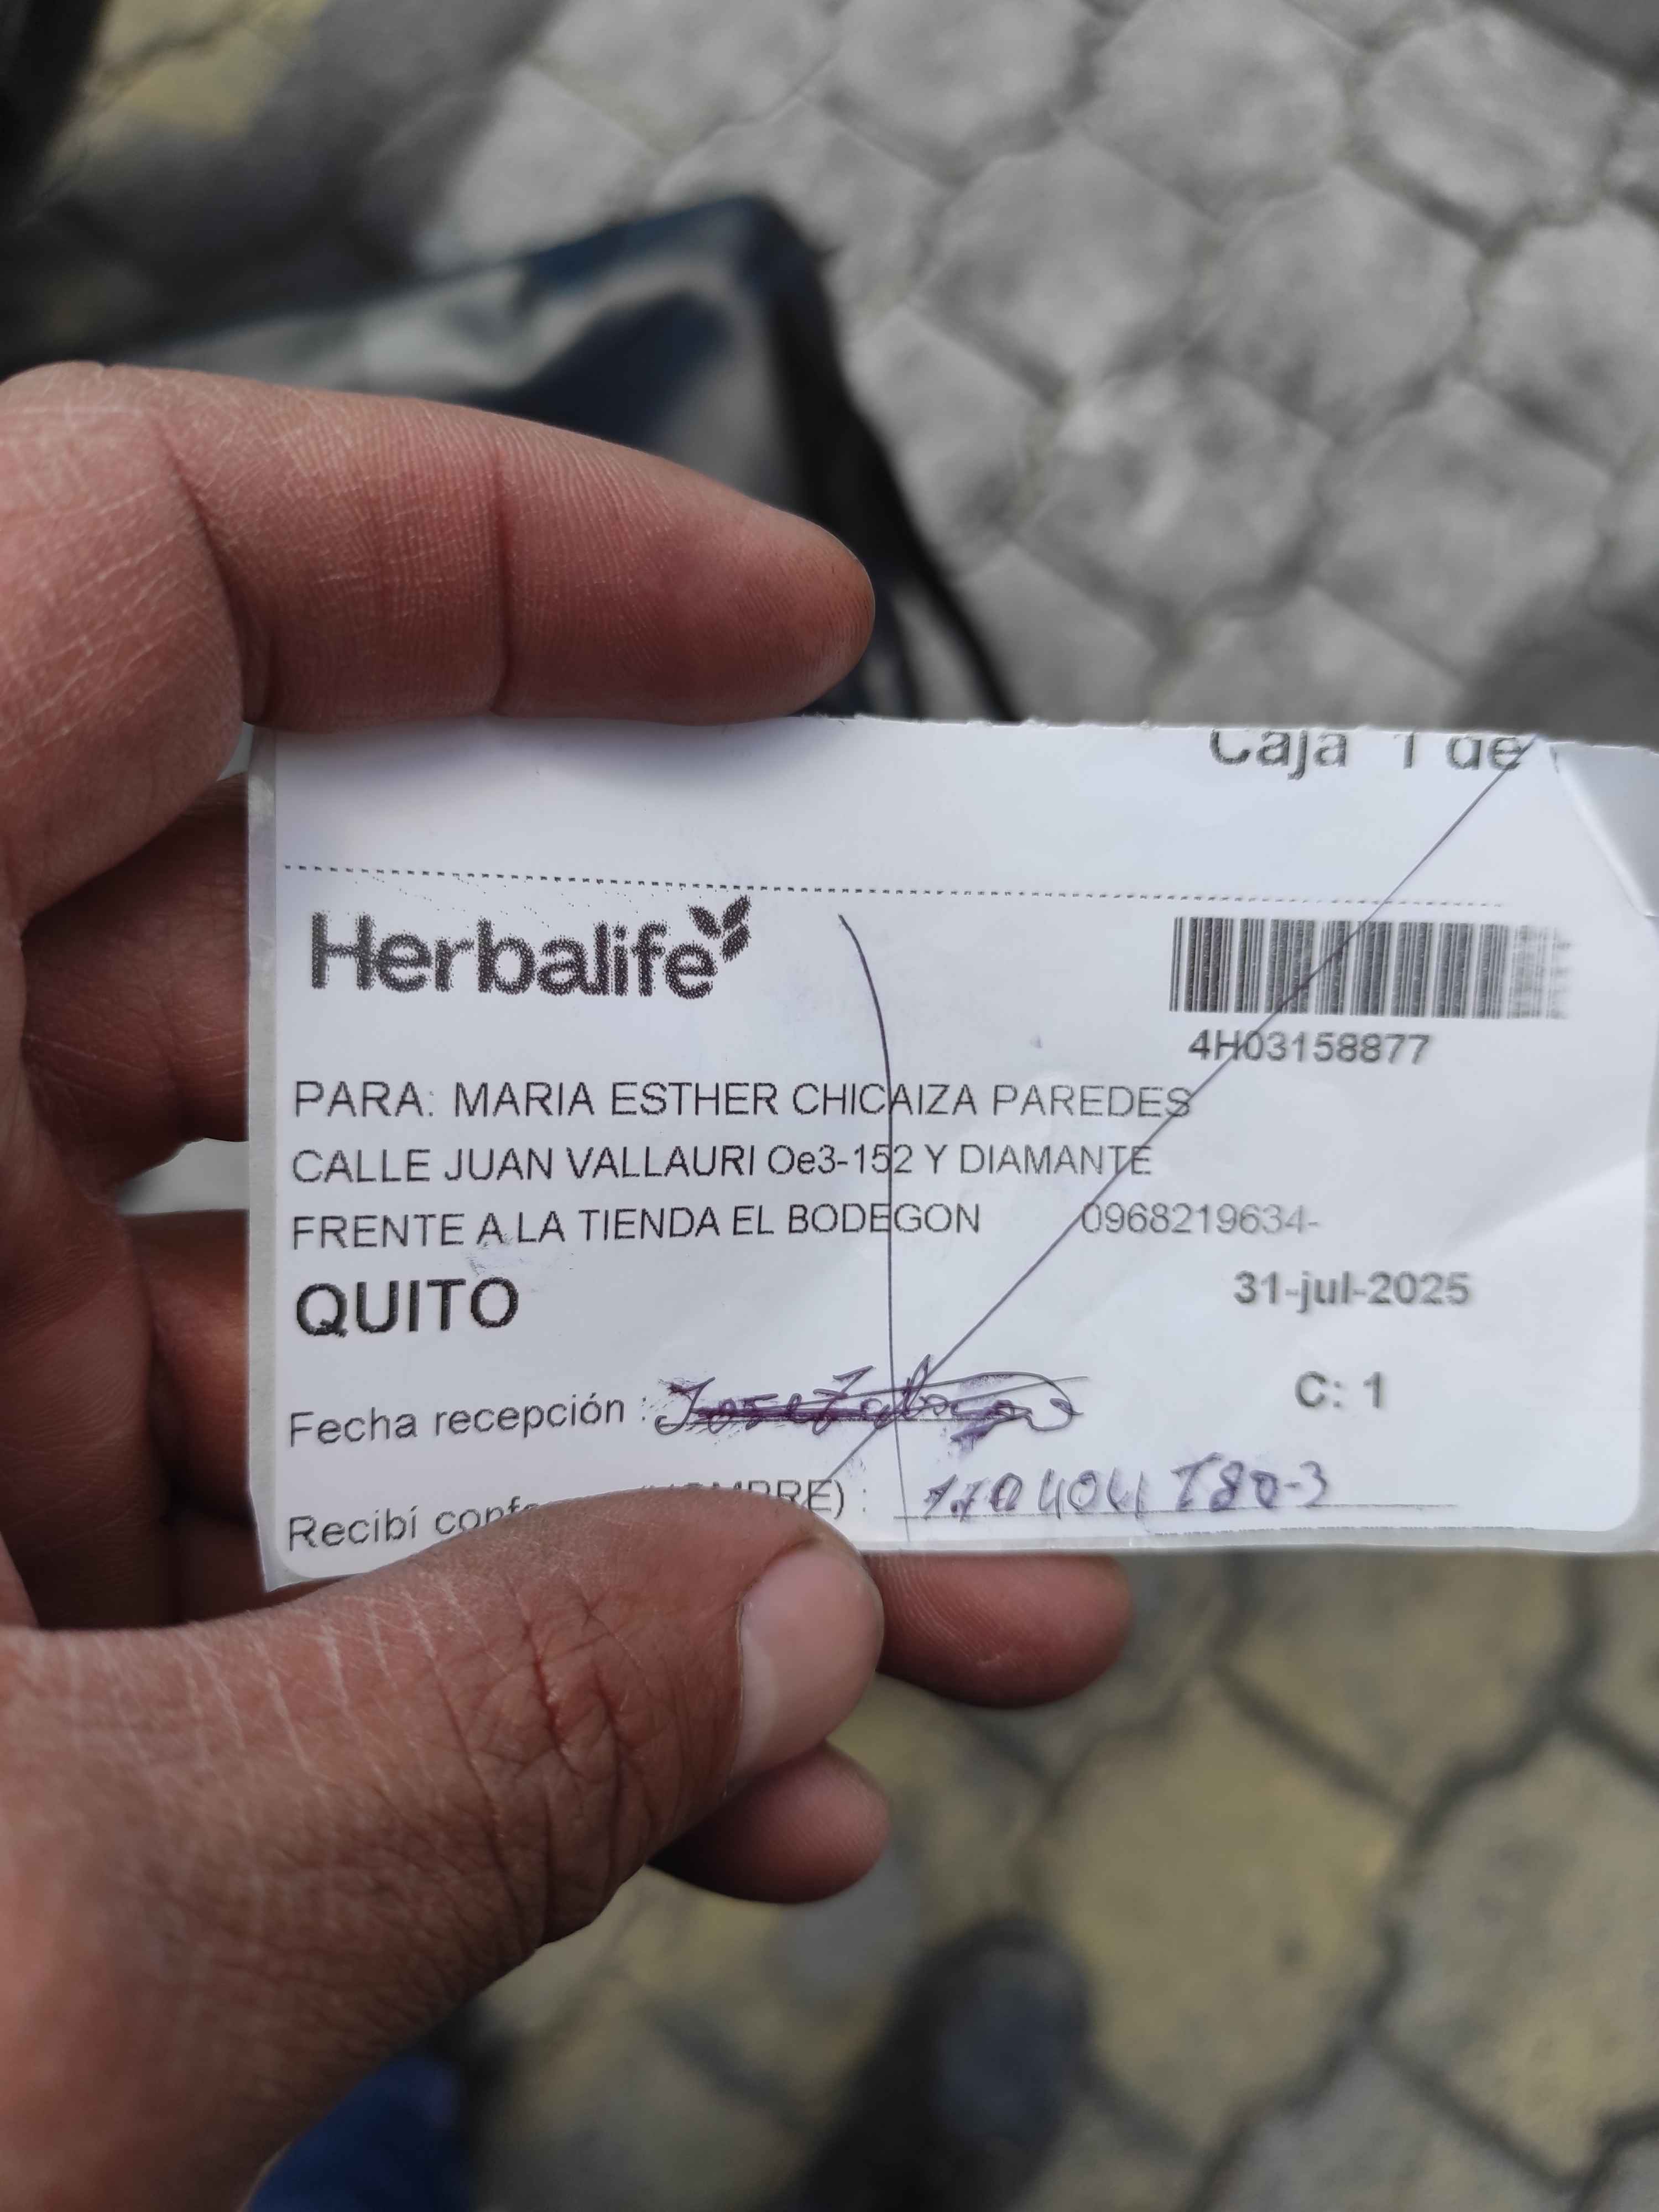 Caja 1 de
Herbalife
4H03158877
PARA: MARIA ESTHER CHICAIZA PAREDES
CALLE JUAN VALLAURI Oe3-152 Y DIAMANTE
FRENTE A LA TIENDA EL BODEGON 0968219634-
QUITO
31-jul-2025
Fecha recepción :
C: 1
Recibí